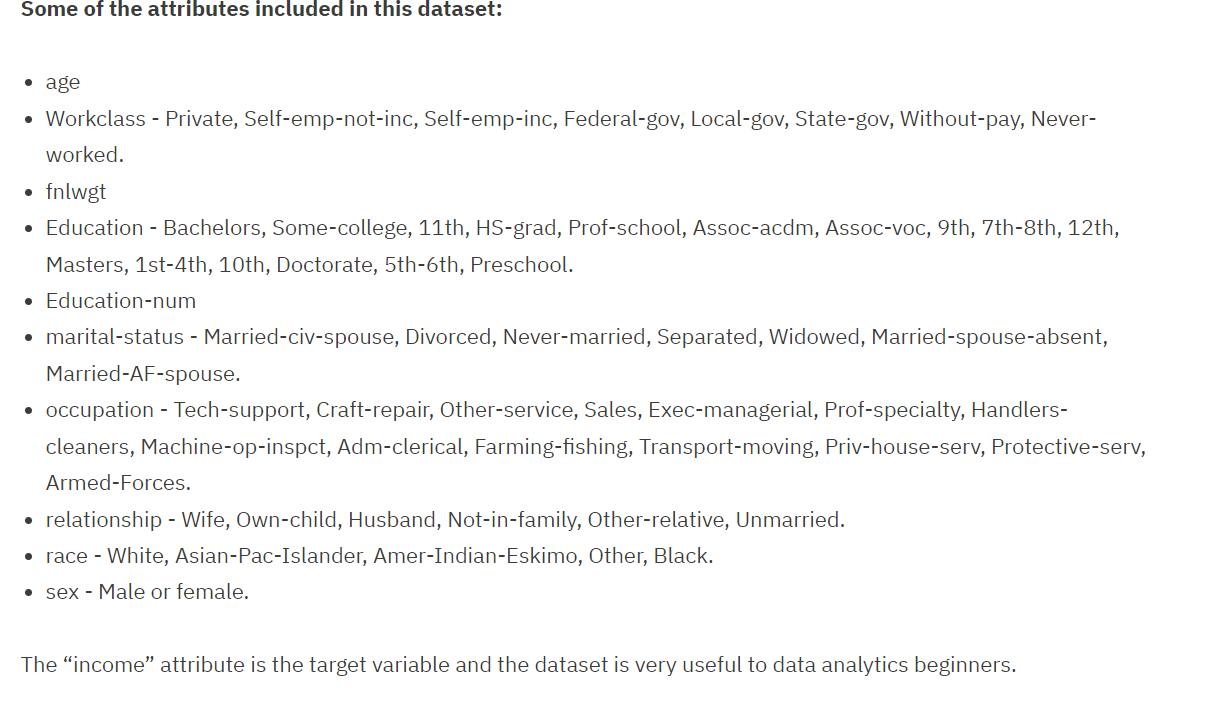 Some of the attributes included in this dataset:
• age
• Workclass - Private, Self-emp-not-inc, Self-emp-inc, Federal-gov, Local-gov, State-gov, Without-pay, Never-
worked.
• fnlwgt
• Education - Bachelors, Some-college, 11th, HS-grad, Prof-school, Assoc-acdm, Assoc-voc, 9th, 7th-8th, 12th,
Masters, 1st-4th, 10th, Doctorate, 5th-6th, Preschool.
• Education-num
• marital-status - Married-civ-spouse, Divorced, Never-married, Separated, Widowed, Married-spouse-absent,
Married-AF-spouse.
• occupation - Tech-support, Craft-repair, Other-service, Sales, Exec-managerial, Prof-specialty, Handlers-
cleaners, Machine-op-inspct, Adm-clerical, Farming-fishing, Transport-moving, Priv-house-serv, Protective-serv,
Armed-Forces.
• relationship - Wife, Own-child, Husband, Not-in-family, Other-relative, Unmarried.
• race - White, Asian-Pac-Islander, Amer-Indian-Eskimo, Other, Black.
• sex - Male or female.
The “income” attribute is the target variable and the dataset is very useful to data analytics beginners.